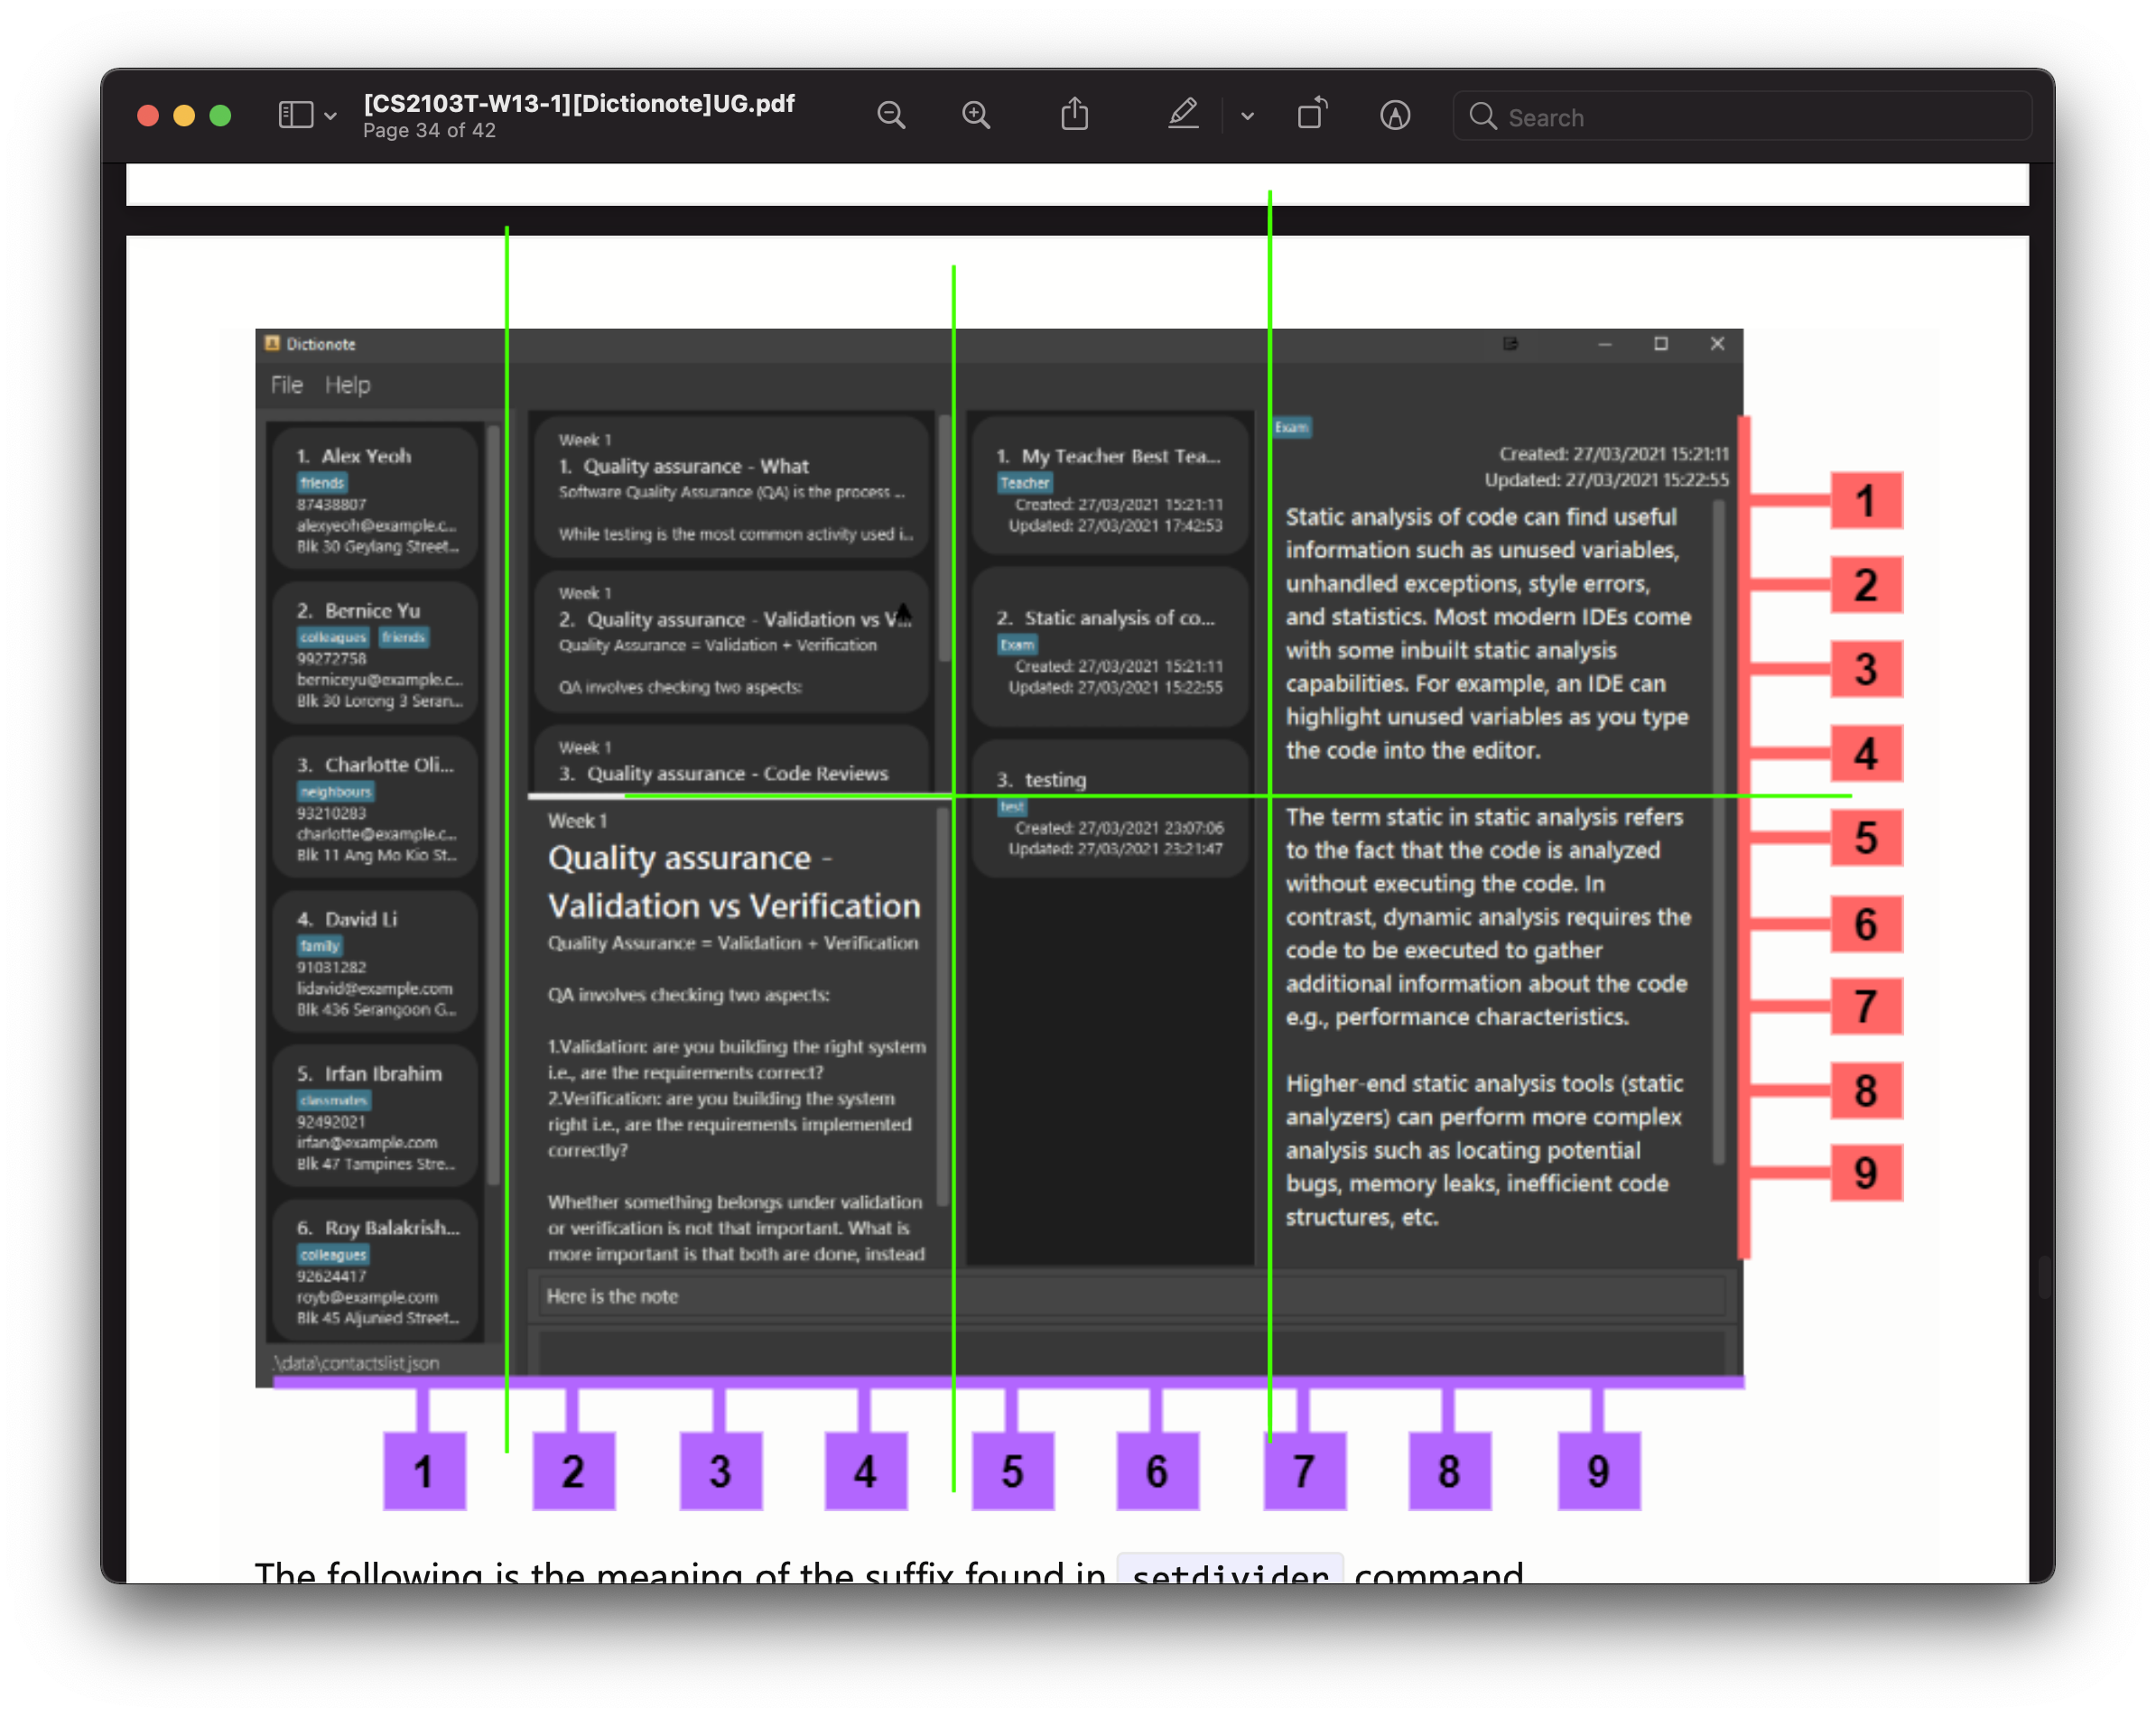 [CS2103T-W13-1][Dictionote]UG.pdf
Page 34 of 42
Search
Dictionote
File Help
1. Alex Yeoh
friends
87438807
alexyeoh@example.c...
Blk 30 Geylang Street...
2. Bernice Yu
colleagues friends
99272758
berniceyu@example.c...
Blk 30 Lorong 3 Seran...
3. Charlotte Oli...
neighbours
93210283
charlotte@example.c...
Blk 11 Ang Mo Kio St...
4. David Li
family
91031282
lidavid@example.com
Blk 436 Serangoon G...
5. Irfan Ibrahim
classmates
92492021
irfan@example.com
Blk 47 Tampines Stre...
6. Roy Balakrish...
colleagues
92624417
royb@example.com
Blk 45 Aljunied Street...
.\data\contactslist.json
Week 1
1. Quality assurance - What
Software Quality Assurance (QA) is the process ...
While testing is the most common activity used i...
Week 1
2. Quality assurance - Validation vs V...
Quality Assurance = Validation + Verification
QA involves checking two aspects:
Week 1
3. Quality assurance - Code Reviews
Week 1
Quality assurance -
Validation vs Verification
Quality Assurance = Validation + Verification
QA involves checking two aspects:
1.Validation: are you building the right system
i.e., are the requirements correct?
2.Verification: are you building the system
right i.e., are the requirements implemented
correctly?
Whether something belongs under validation
or verification is not that important. What is
more important is that both are done, instead
1. My Teacher Best Tea...
Teacher
Created: 27/03/2021 15:21:11
Updated: 27/03/2021 17:42:53
2. Static analysis of co...
Exam
Created: 27/03/2021 15:21:11
Updated: 27/03/2021 15:22:55
3. testing
test
Created: 27/03/2021 23:07:06
Updated: 27/03/2021 23:21:47
Exam
Created: 27/03/2021 15:21:11
Updated: 27/03/2021 15:22:55
Static analysis of code can find useful
information such as unused variables,
unhandled exceptions, style errors,
and statistics. Most modern IDEs come
with some inbuilt static analysis
capabilities. For example, an IDE can
highlight unused variables as you type
the code into the editor.
The term static in static analysis refers
to the fact that the code is analyzed
without executing the code. In
contrast, dynamic analysis requires the
code to be executed to gather
additional information about the code
e.g., performance characteristics.
Higher-end static analysis tools (static
analyzers) can perform more complex
analysis such as locating potential
bugs, memory leaks, inefficient code
structures, etc.
Here is the note
1
2
3
4
5
6
7
8
9
1 2 3 4 5 6 7 8 9
The following is the meaning of the suffix found in setdivider command